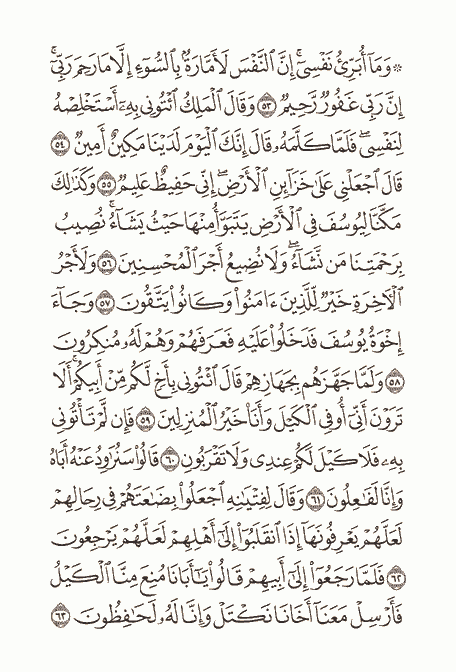 ۞ وَمَآ أُبَرِّئُ نَفْسِىٓ ۚ إِنَّ ٱلنَّفْسَ لَأَمَّارَةٌۢ بِٱلسُّوٓءِ إِلَّا مَا رَحِمَ رَبِّىٓ ۚ
إِنَّ رَبِّى غَفُورٌ رَّحِيمٌ ٥٣ وَقَالَ ٱلْمَلِكُ ٱئْتُونِى بِهِۦٓ أَسْتَخْلِصْهُ
لِنَفْسِى ۖ فَلَمَّا كَلَّمَهُۥ قَالَ إِنَّكَ ٱلْيَوْمَ لَدَيْنَا مَكِينٌ أَمِينٌ ٥٤
قَالَ ٱجْعَلْنِى عَلَىٰ خَزَآئِنِ ٱلْأَرْضِ ۖ إِنِّى حَفِيظٌ عَلِيمٌ ٥٥ وَكَذَٰلِكَ
مَكَّنَّا لِيُوسُفَ فِى ٱلْأَرْضِ يَتَبَوَّأُ مِنْهَا حَيْثُ يَشَآءُ ۚ نُصِيبُ
بِرَحْمَتِنَا مَن نَّشَآءُ ۖ وَلَا نُضِيعُ أَجْرَ ٱلْمُحْسِنِينَ ٥٦ وَلَأَجْرُ
ٱلْءَاخِرَةِ خَيْرٌ لِّلَّذِينَ ءَامَنُوا۟ وَكَانُوا۟ يَتَّقُونَ ٥٧ وَجَآءَ
إِخْوَةُ يُوسُفَ فَدَخَلُوا۟ عَلَيْهِ فَعَرَفَهُمْ وَهُمْ لَهُۥ مُنكِرُونَ
٥٨ وَلَمَّا جَهَّزَهُم بِجَهَازِهِمْ قَالَ ٱئْتُونِى بِأَخٍ لَّكُم مِّنْ أَبِيكُمْ ۚ أَلَا
تَرَوْنَ أَنِّىٓ أُوفِى ٱلْكَيْلَ وَأَنَا۠ خَيْرُ ٱلْمُنزِلِينَ ٥٩ فَإِن لَّمْ تَأْتُونِى
بِهِۦ فَلَا كَيْلَ لَكُمْ عِندِى وَلَا تَقْرَبُونِ ٦٠ قَالُوا۟ سَنُرَٰوِدُ عَنْهُ أَبَاهُ
وَإِنَّا لَفَٰعِلُونَ ٦١ وَقَالَ لِفِتْيَٰنِهِ ٱجْعَلُوا۟ بِضَٰعَتَهُمْ فِى رِحَالِهِمْ
لَعَلَّهُمْ يَعْرِفُونَهَآ إِذَا ٱنقَلَبُوٓا۟ إِلَىٰٓ أَهْلِهِمْ لَعَلَّهُمْ يَرْجِعُونَ
٦٢ فَلَمَّا رَجَعُوٓا۟ إِلَىٰٓ أَبِيهِمْ قَالُوا۟ يَٰٓأَبَانَا مُنِعَ مِنَّا ٱلْكَيْلُ
فَأَرْسِلْ مَعَنَآ أَخَانَا نَكْتَلْ وَإِنَّا لَهُۥ لَحَٰفِظُونَ ٦٣